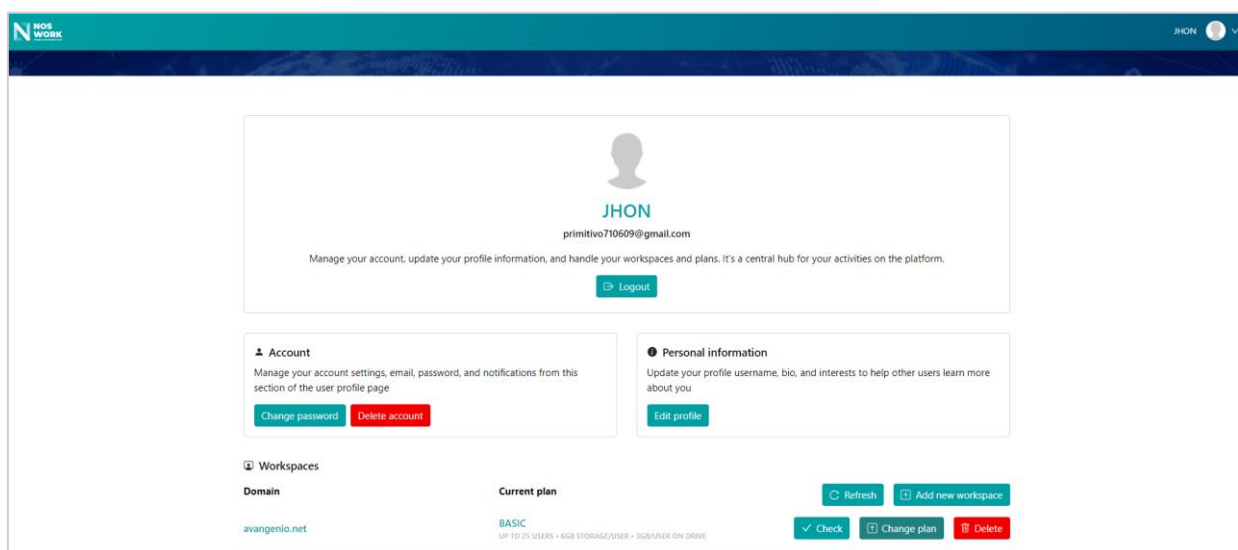 NOS
WORK
JHON
JHON
primitivo710609@gmail.com
Manage your account, update your profile information, and handle your workspaces and plans. It's a central hub for your activities on the platform.
Logout
Account
Manage your account settings, email, password, and notifications from this
section of the user profile page
Change password Delete account
Personal information
Update your profile username, bio, and interests to help other users learn more
about you
Edit profile
Workspaces
Domain Current plan Refresh Add new workspace
avangenio.net BASIC Check Change plan Delete
UP TO 25 USERS • 6GB STORAGE/USER • 3GB/USER ON DRIVE